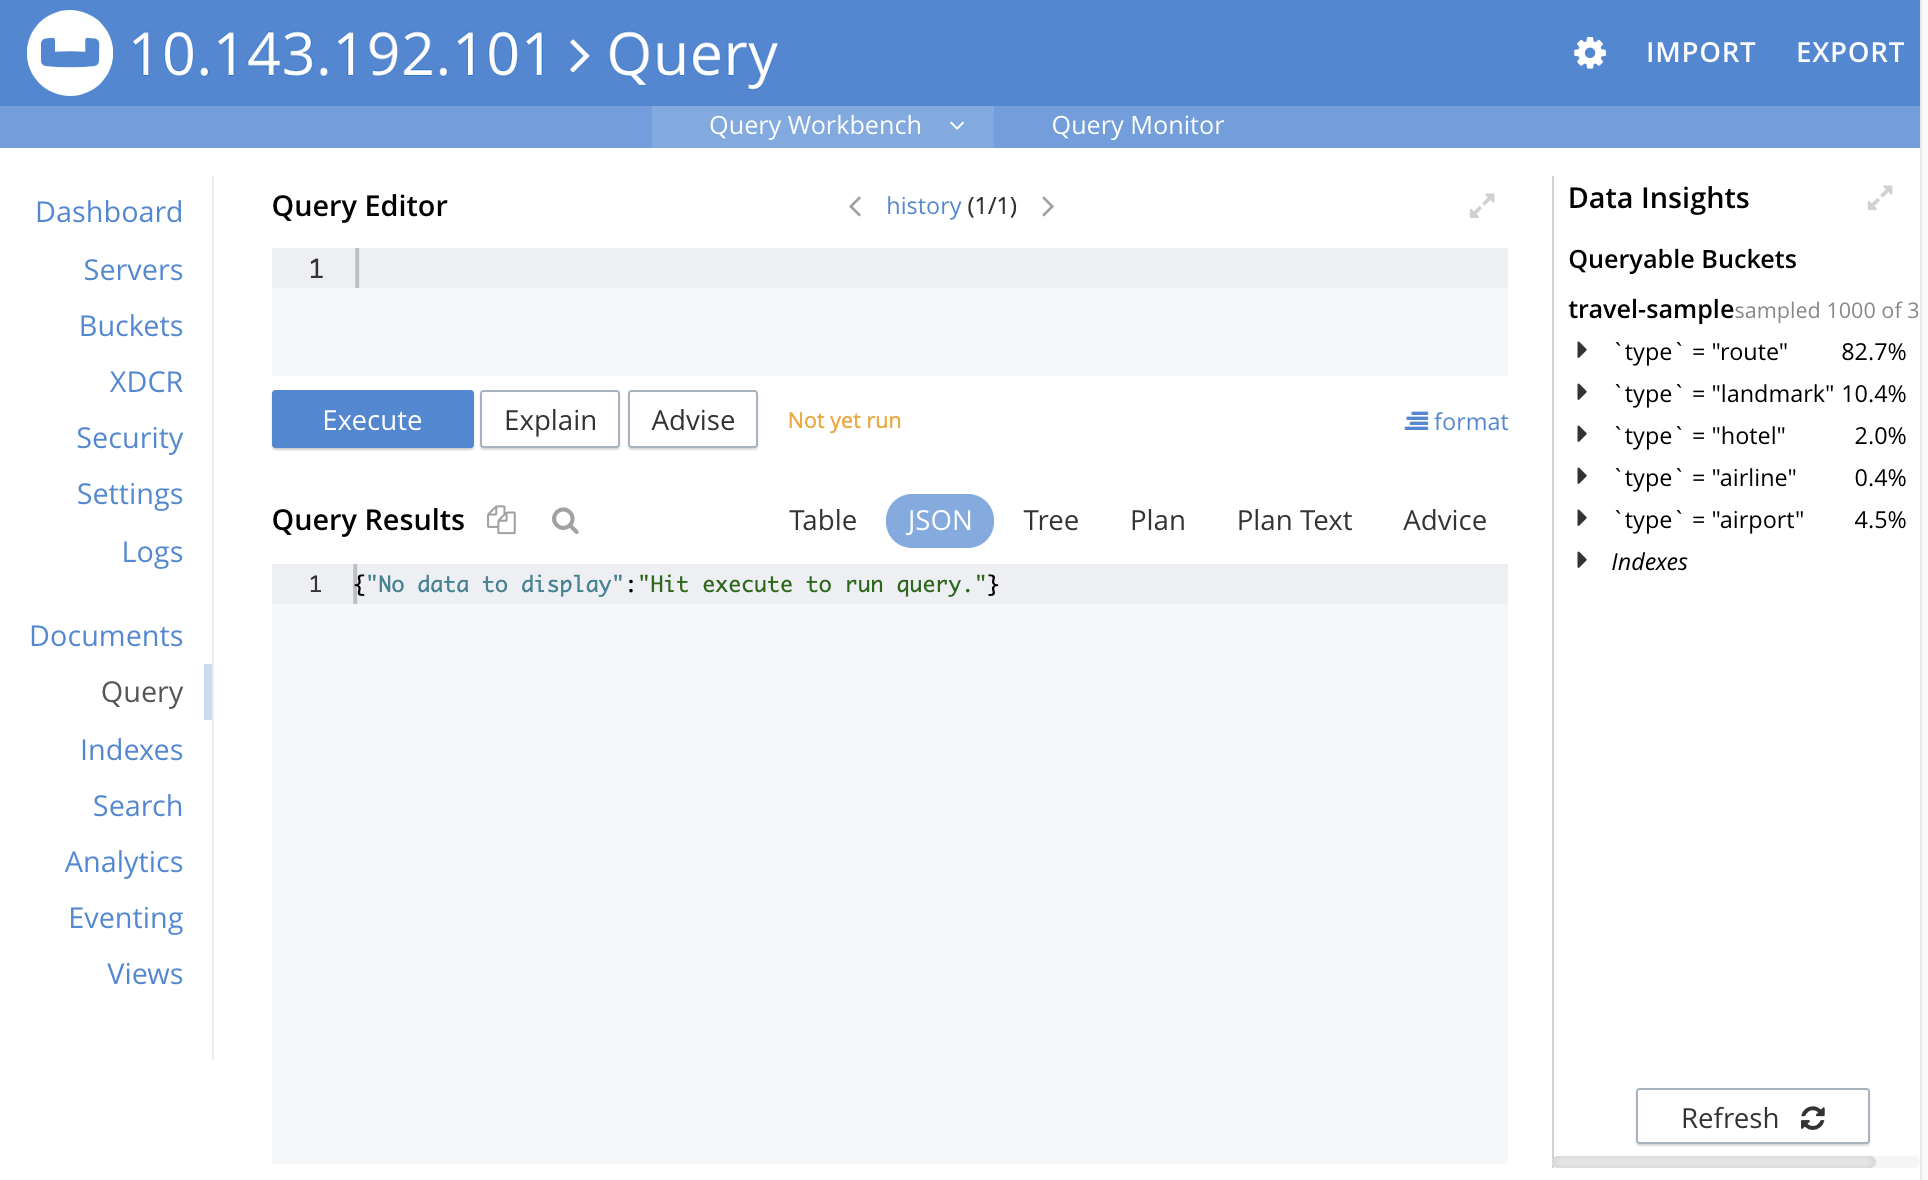 10.143.192.101 > Query
IMPORT EXPORT
Query Workbench Query Monitor
Dashboard
Servers
Buckets
XDCR
Security
Settings
Logs
Documents
Query
Indexes
Search
Analytics
Eventing
Views
Query Editor
history (1/1)
1
Execute Explain Advise Not yet run format
Query Results
Table JSON Tree Plan Plan Text Advice
1 {"No data to display":"Hit execute to run query."}
Data Insights
Queryable Buckets
travel-sample sampled 1000 of 3
`type` = "route" 82.7%
`type` = "landmark" 10.4%
`type` = "hotel" 2.0%
`type` = "airline" 0.4%
`type` = "airport" 4.5%
Indexes
Refresh